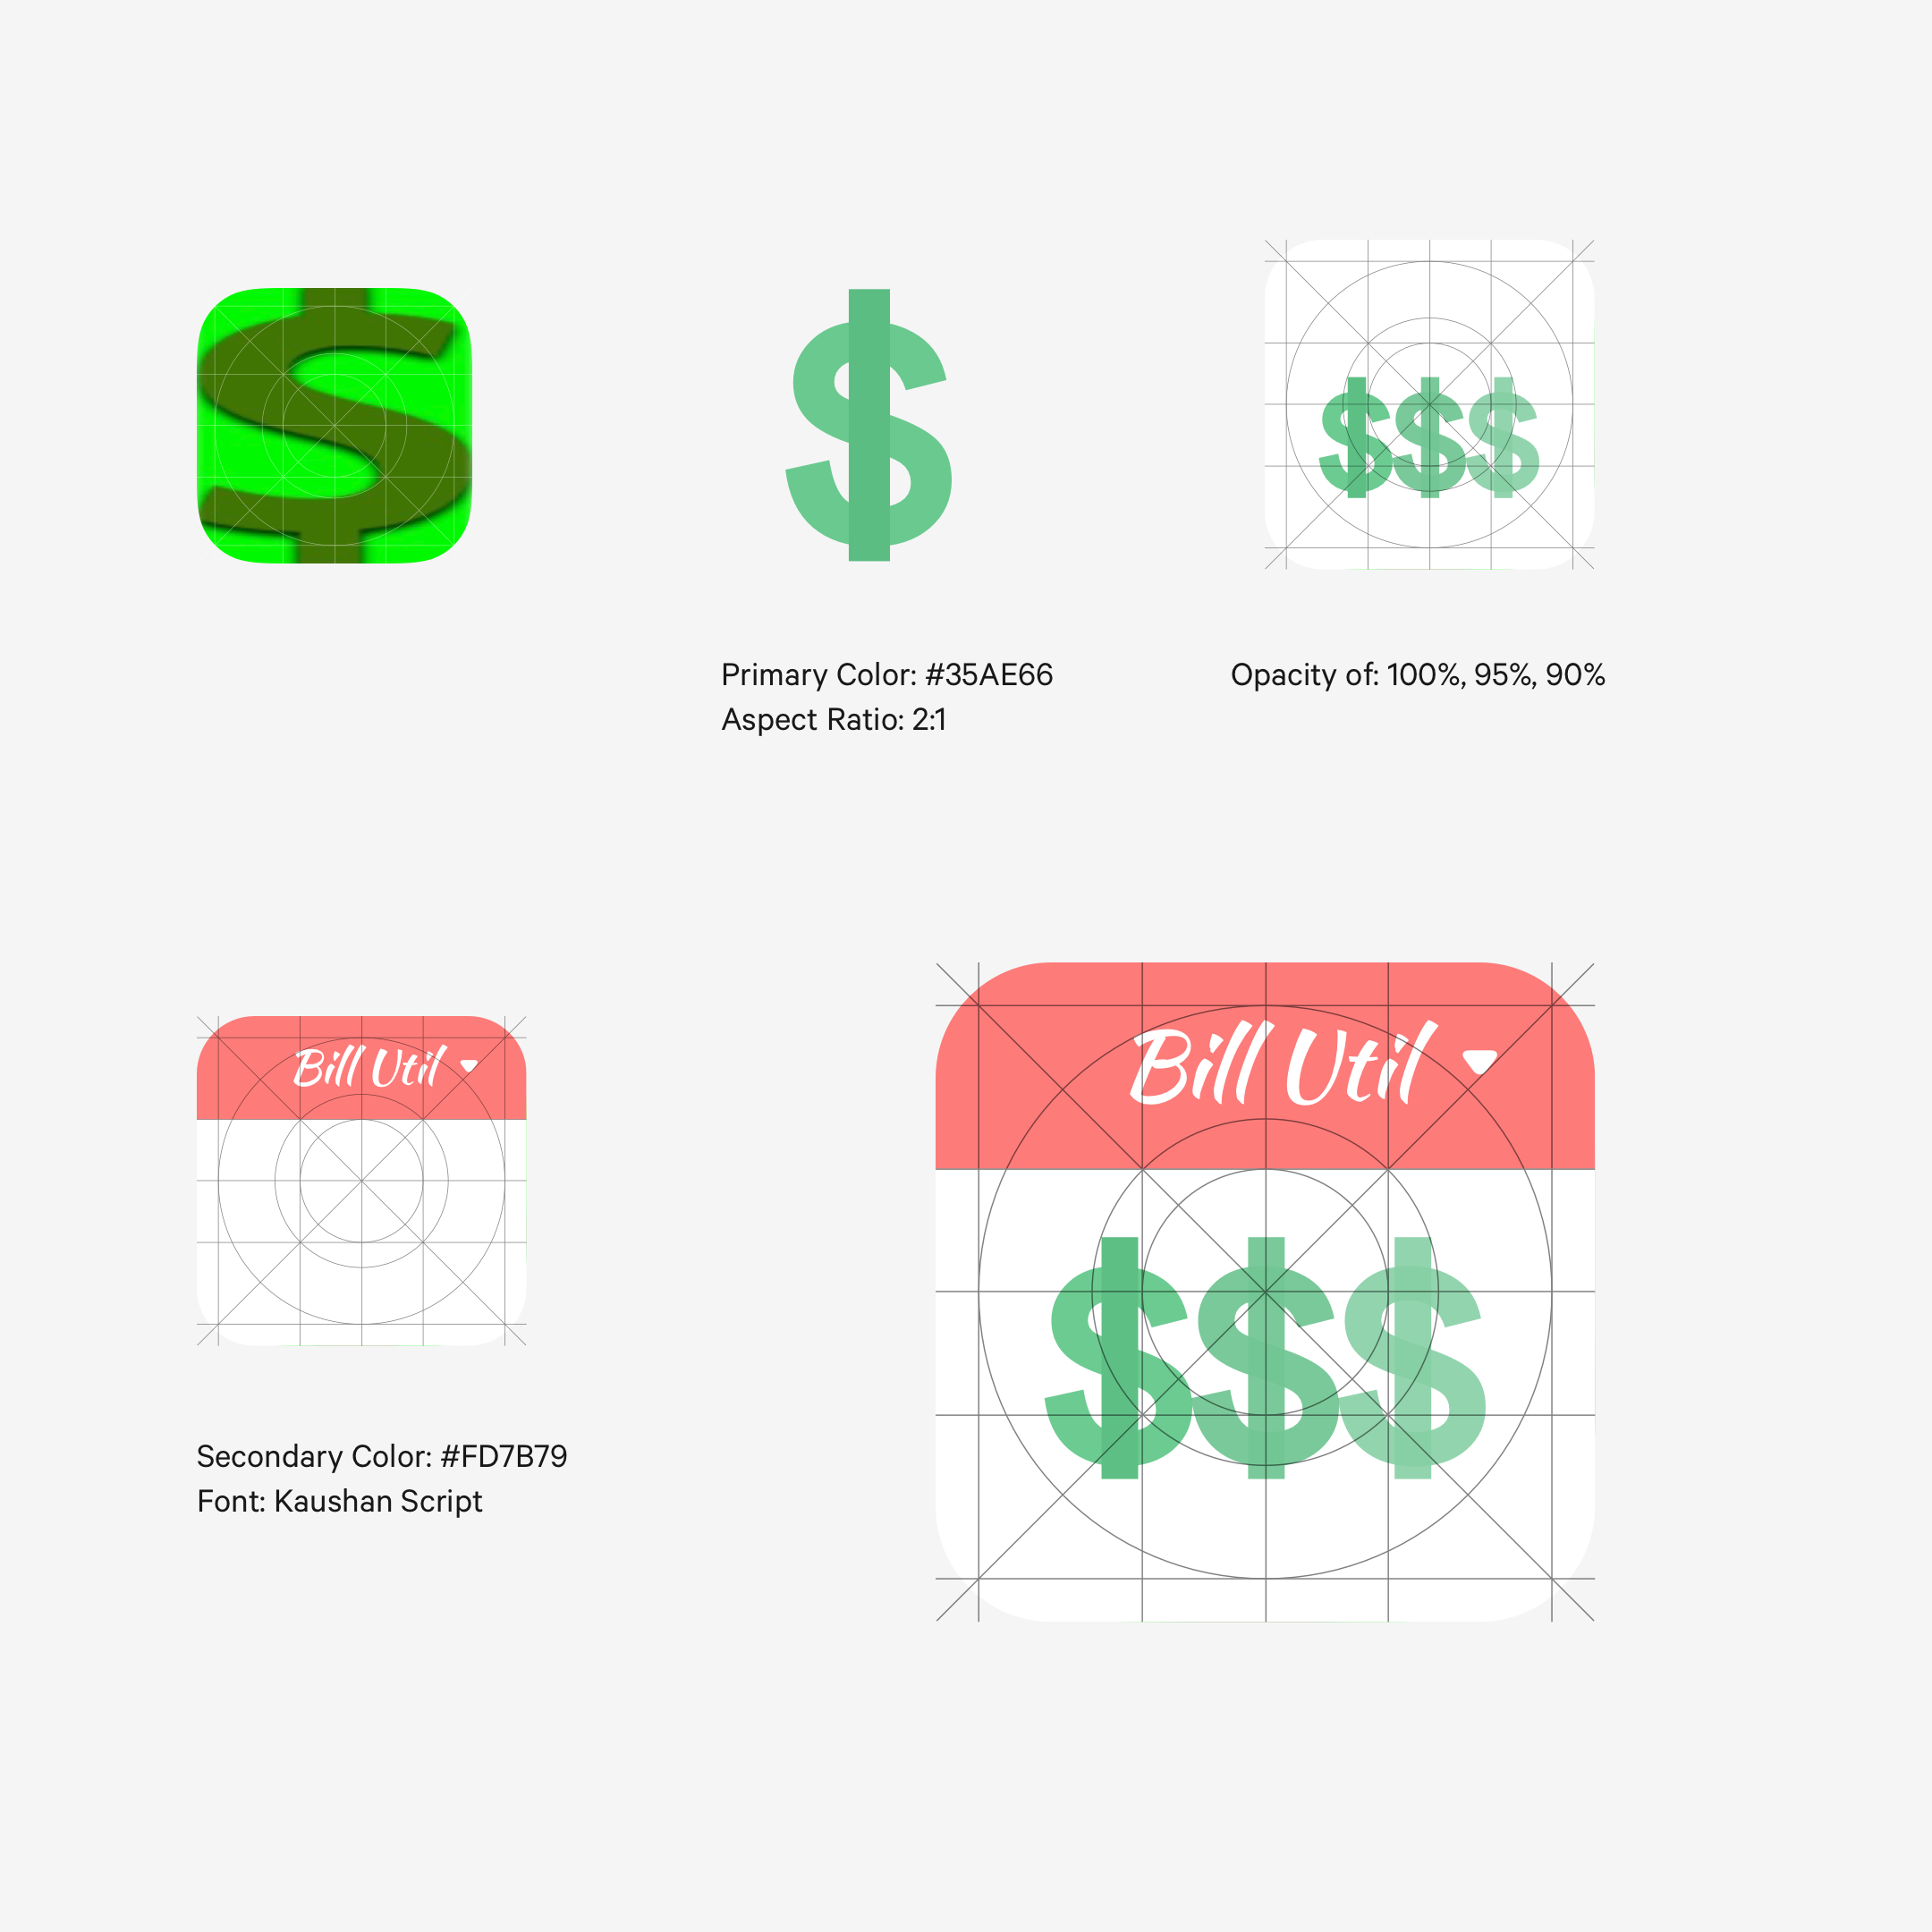 $
$
$$$
Primary Color: #35AE66
Aspect Ratio: 2:1
Opacity of: 100%, 95%, 90%
Bill Util
Secondary Color: #FD7B79
Font: Kaushan Script
Bill Util
$$$